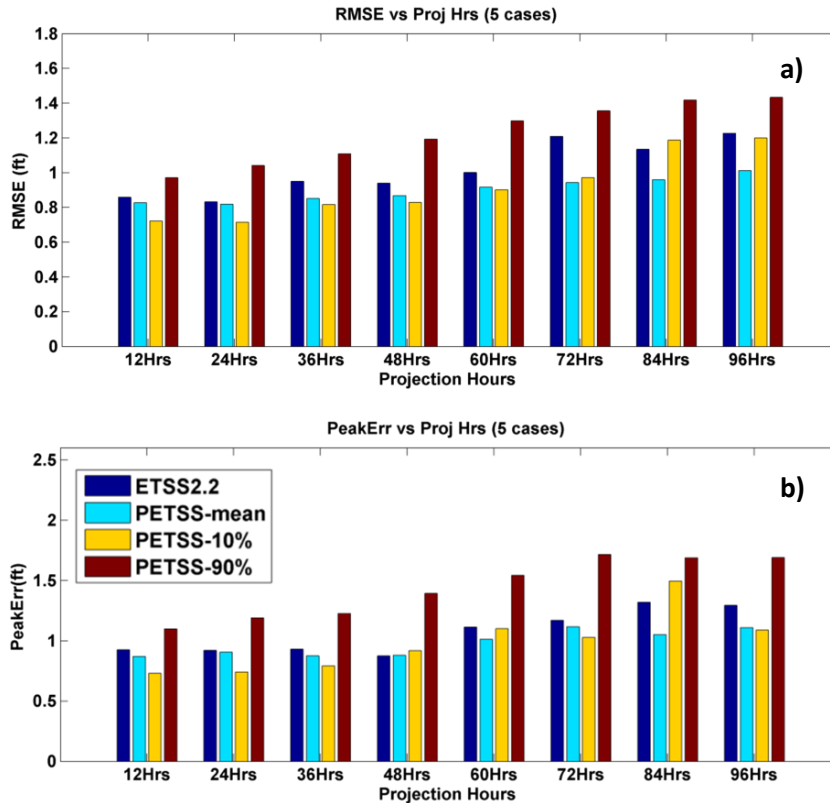 RMSE vs Proj Hrs (5 cases)
a)
1.8
1.6
1.4
1.2
1
0.8
0.6
0.4
0.2
0
RMSE (ft)
12Hrs 24Hrs 36Hrs 48Hrs 60Hrs 72Hrs 84Hrs 96Hrs
Projection Hours
PeakErr vs Proj Hrs (5 cases)
b)
2.5
2
1.5
1
0.5
0
PeakErr(ft)
ETSS2.2
PETSS-mean
PETSS-10%
PETSS-90%
12Hrs 24Hrs 36Hrs 48Hrs 60Hrs 72Hrs 84Hrs 96Hrs
Projection Hours